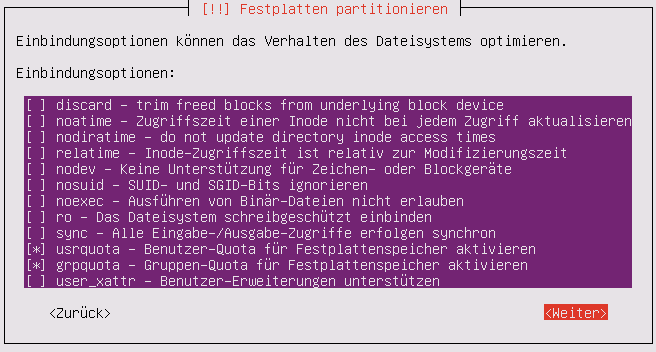 [!!] Festplatten partitionieren
Einbindungsoptionen können das Verhalten des Dateisystems optimieren.
Einbindungsoptionen:
[ ] discard - trim freed blocks from underlying block device
[ ] noatime - Zugriffszeit einer Inode nicht bei jedem Zugriff aktualisieren
[ ] nodiratime - do not update directory inode access times
[ ] relatime - Inode-Zugriffszeit ist relativ zur Modifizierungszeit
[ ] nodev - Keine Unterstützung für Zeichen- oder Blockgeräte
[ ] nosuid - SUID- und SGID-Bits ignorieren
[ ] noexec - Ausführen von Binär-Dateien nicht erlauben
[ ] ro - Das Dateisystem schreibgeschützt einbinden
[ ] sync - Alle Eingabe-/Ausgabe-Zugriffe erfolgen synchron
[*] usrquota - Benutzer-Quota für Festplattenspeicher aktivieren
[*] grpquota - Gruppen-Quota für Festplattenspeicher aktivieren
[ ] user_xattr - Benutzer-Erweiterungen unterstützen
<Zurück> <Weiter>